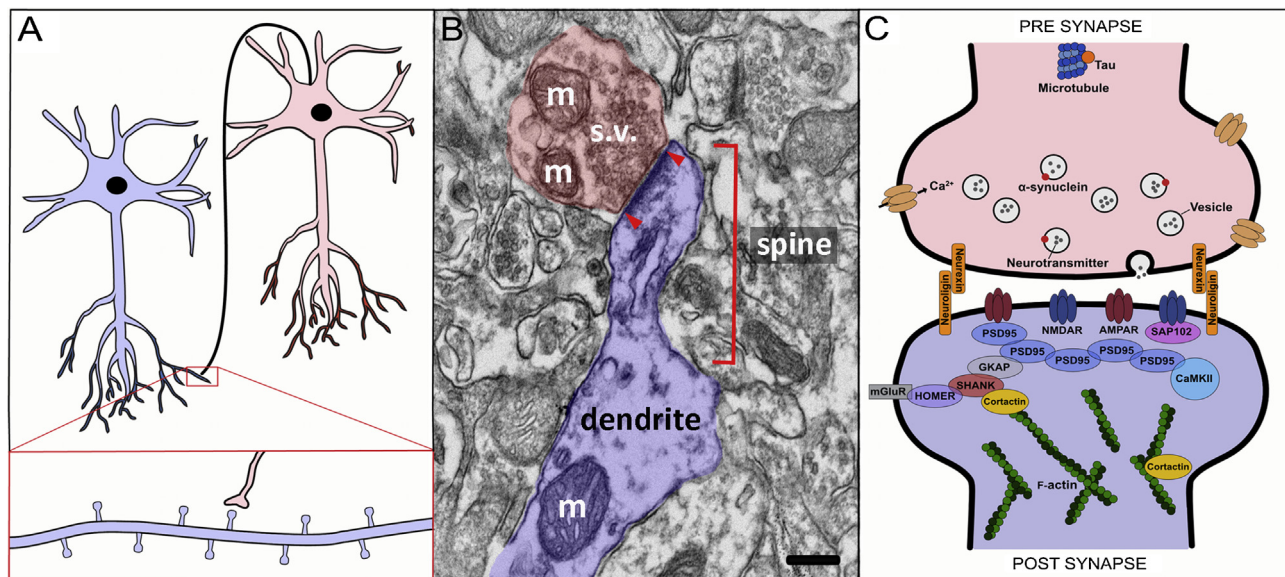 A
B
m
s.v.
m
spine
dendrite
m
C
PRE SYNAPSE
Tau
Microtubule
Ca²⁺
α-synuclein
Vesicle
Neurotransmitter
Neuroligin
Neurexin
Neurexin
Neuroligin
NMDAR
AMPAR
SAP102
PSD95
PSD95
PSD95
PSD95
PSD95
GKAP
CaMKII
SHANK
mGluR
HOMER
Cortactin
Cortactin
F-actin
POST SYNAPSE